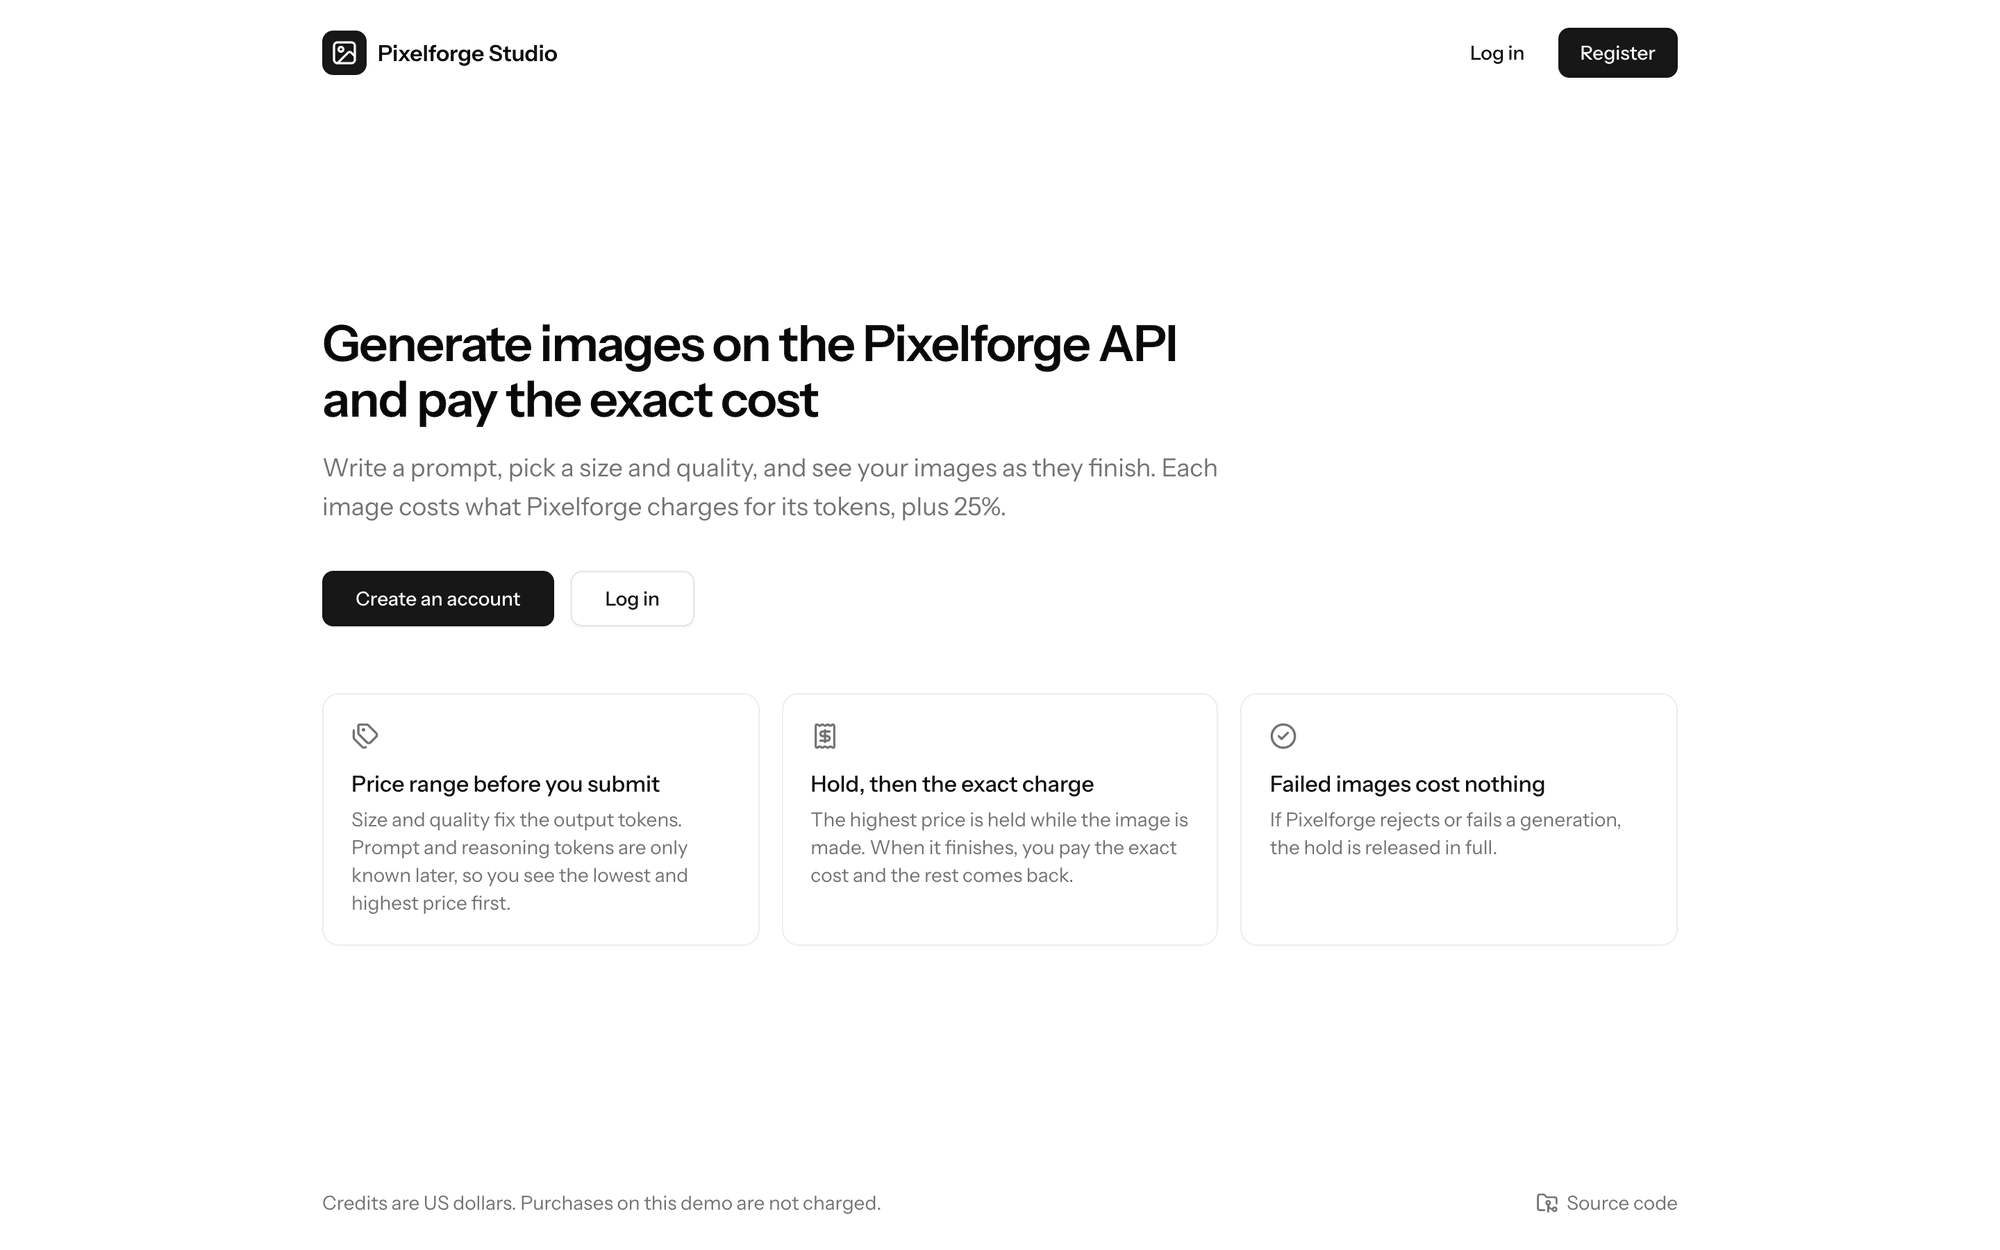 Pixelforge Studio
Log in
Register
Generate images on the Pixelforge API
and pay the exact cost
Write a prompt, pick a size and quality, and see your images as they finish. Each
image costs what Pixelforge charges for its tokens, plus 25%.
Create an account
Log in
Price range before you submit
Size and quality fix the output tokens.
Prompt and reasoning tokens are only
known later, so you see the lowest and
highest price first.
Hold, then the exact charge
The highest price is held while the image is
made. When it finishes, you pay the exact
cost and the rest comes back.
Failed images cost nothing
If Pixelforge rejects or fails a generation,
the hold is released in full.
Credits are US dollars. Purchases on this demo are not charged.
Source code